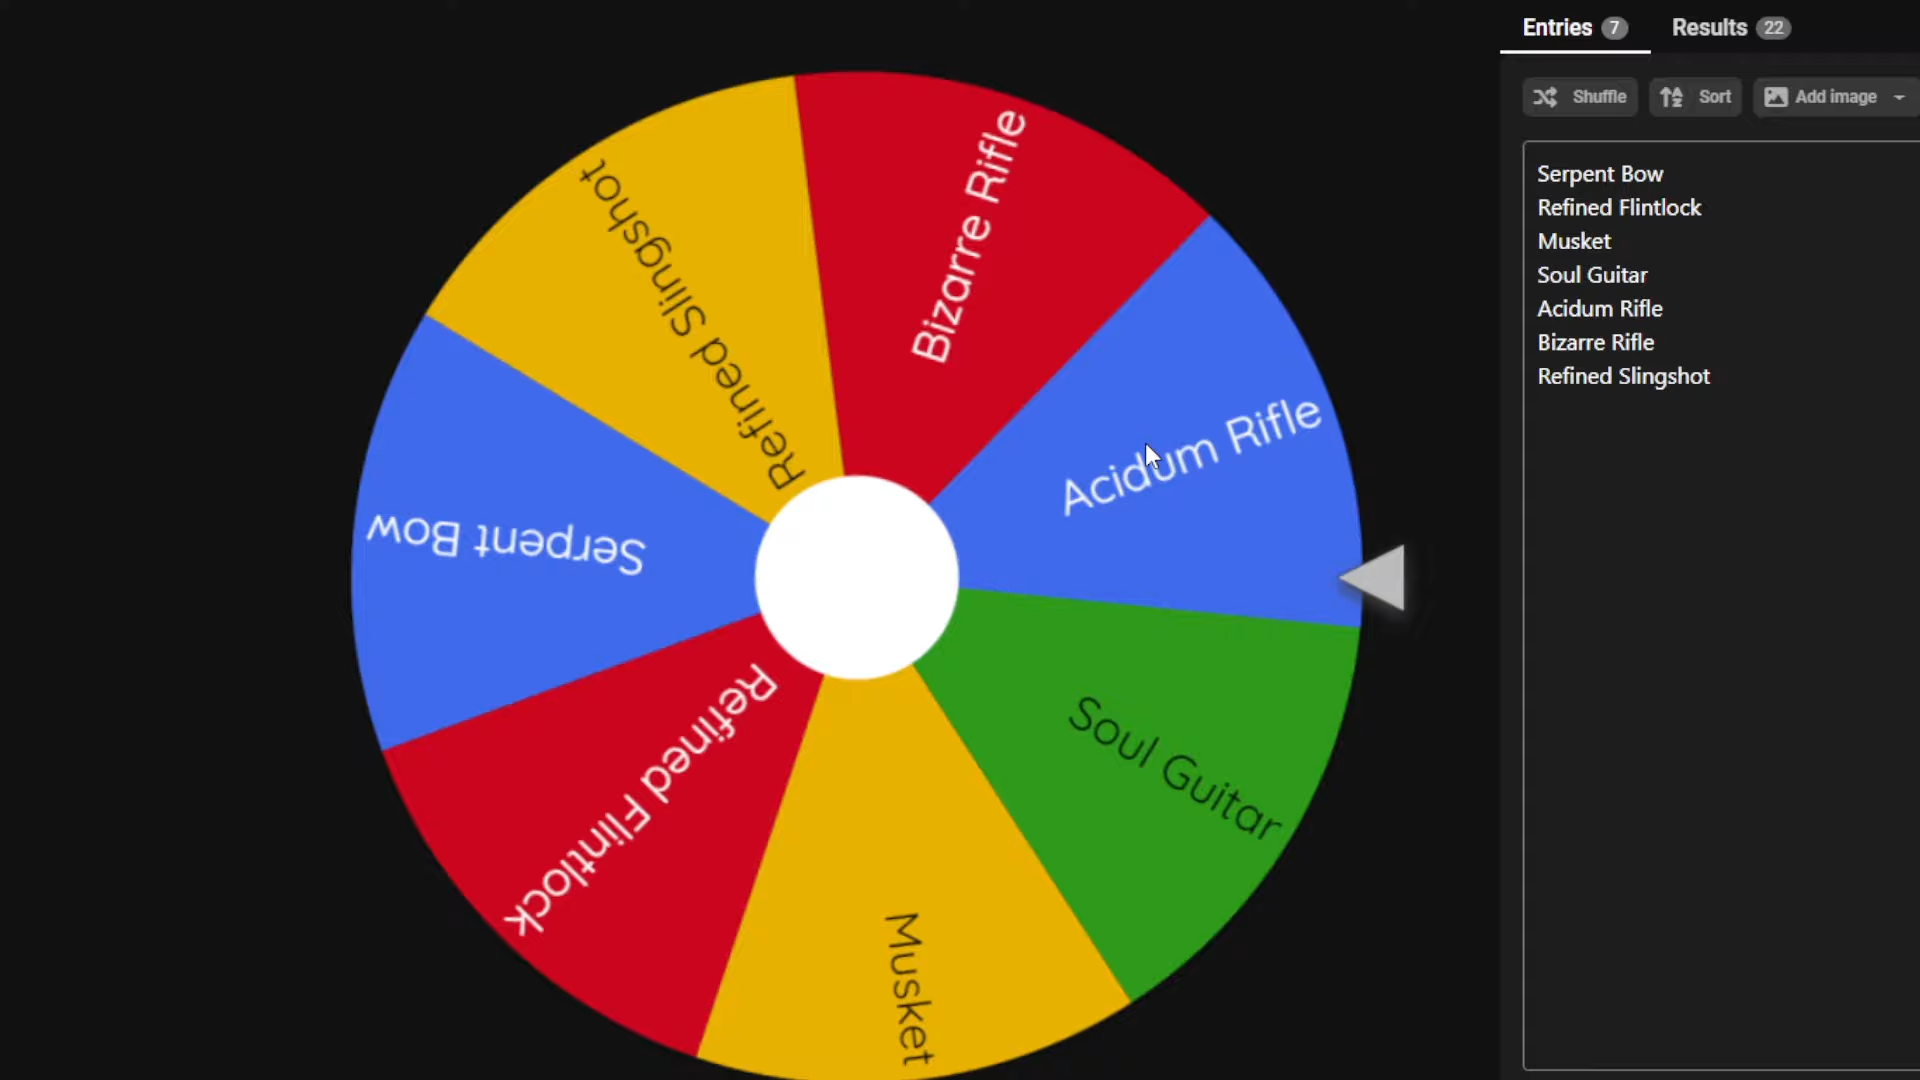 Entries 7 Results 22
Shuffle Sort Add image
Serpent Bow
Refined Flintlock
Musket
Soul Guitar
Acidum Rifle
Bizarre Rifle
Refined Slingshot
Bizarre Rifle
Acidum Rifle
Soul Guitar
Musket
Refined Flintlock
Serpent Bow
Refined Slingshot